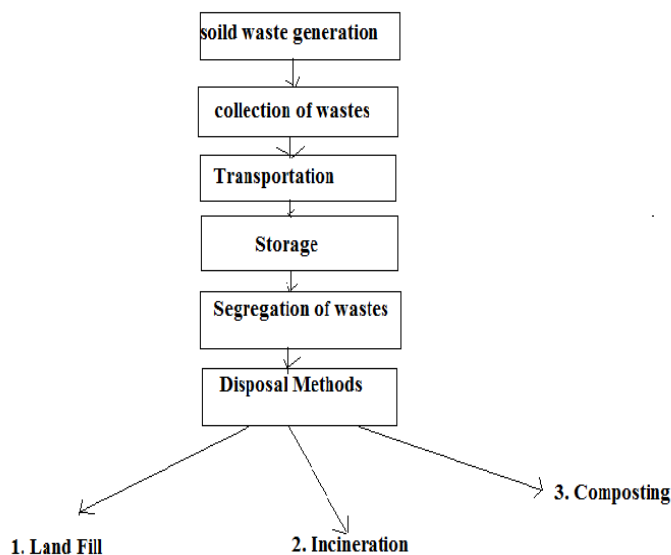 soild waste generation
collection of wastes
Transportation
Storage
Segregation of wastes
Disposal Methods
3. Composting
1. Land Fill
2. Incineration